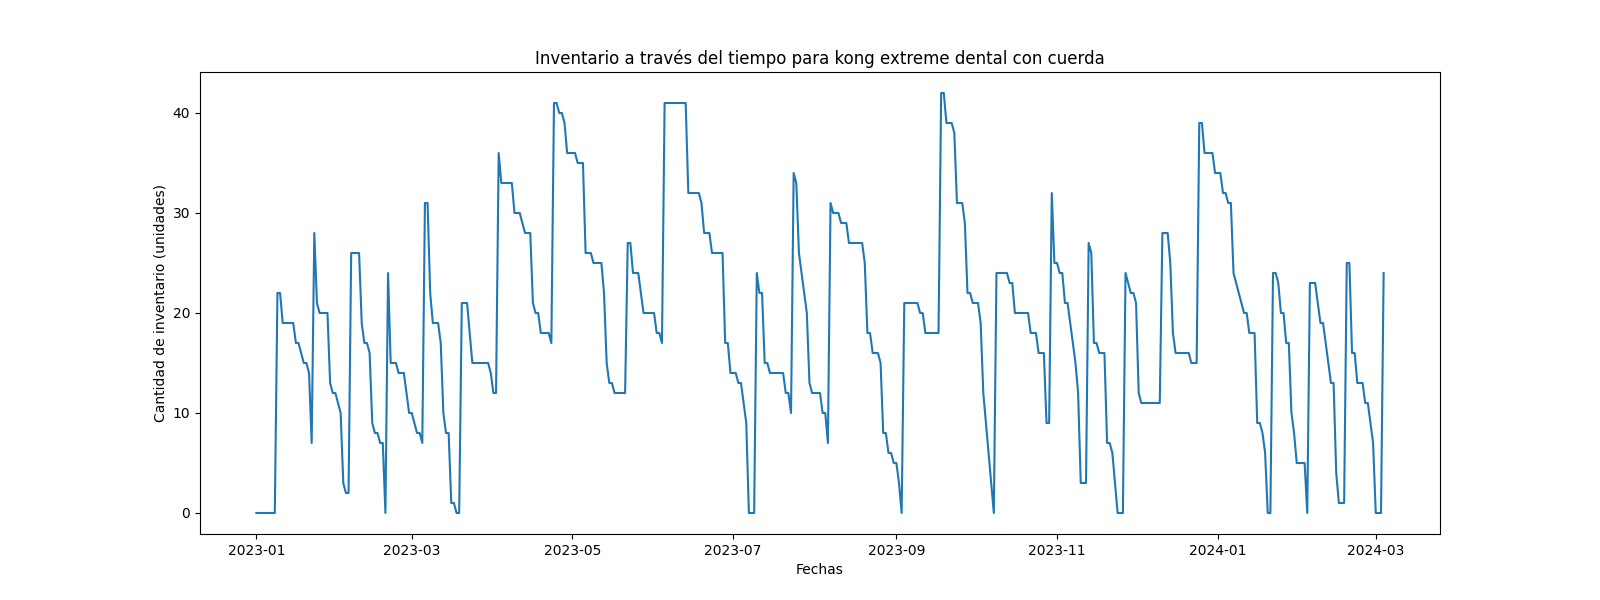 Inventario a través del tiempo para kong extreme dental con cuerda
Cantidad de inventario (unidades)
40
30
20
10
0
2023-01 2023-03 2023-05 2023-07 2023-09 2023-11 2024-01 2024-03
Fechas